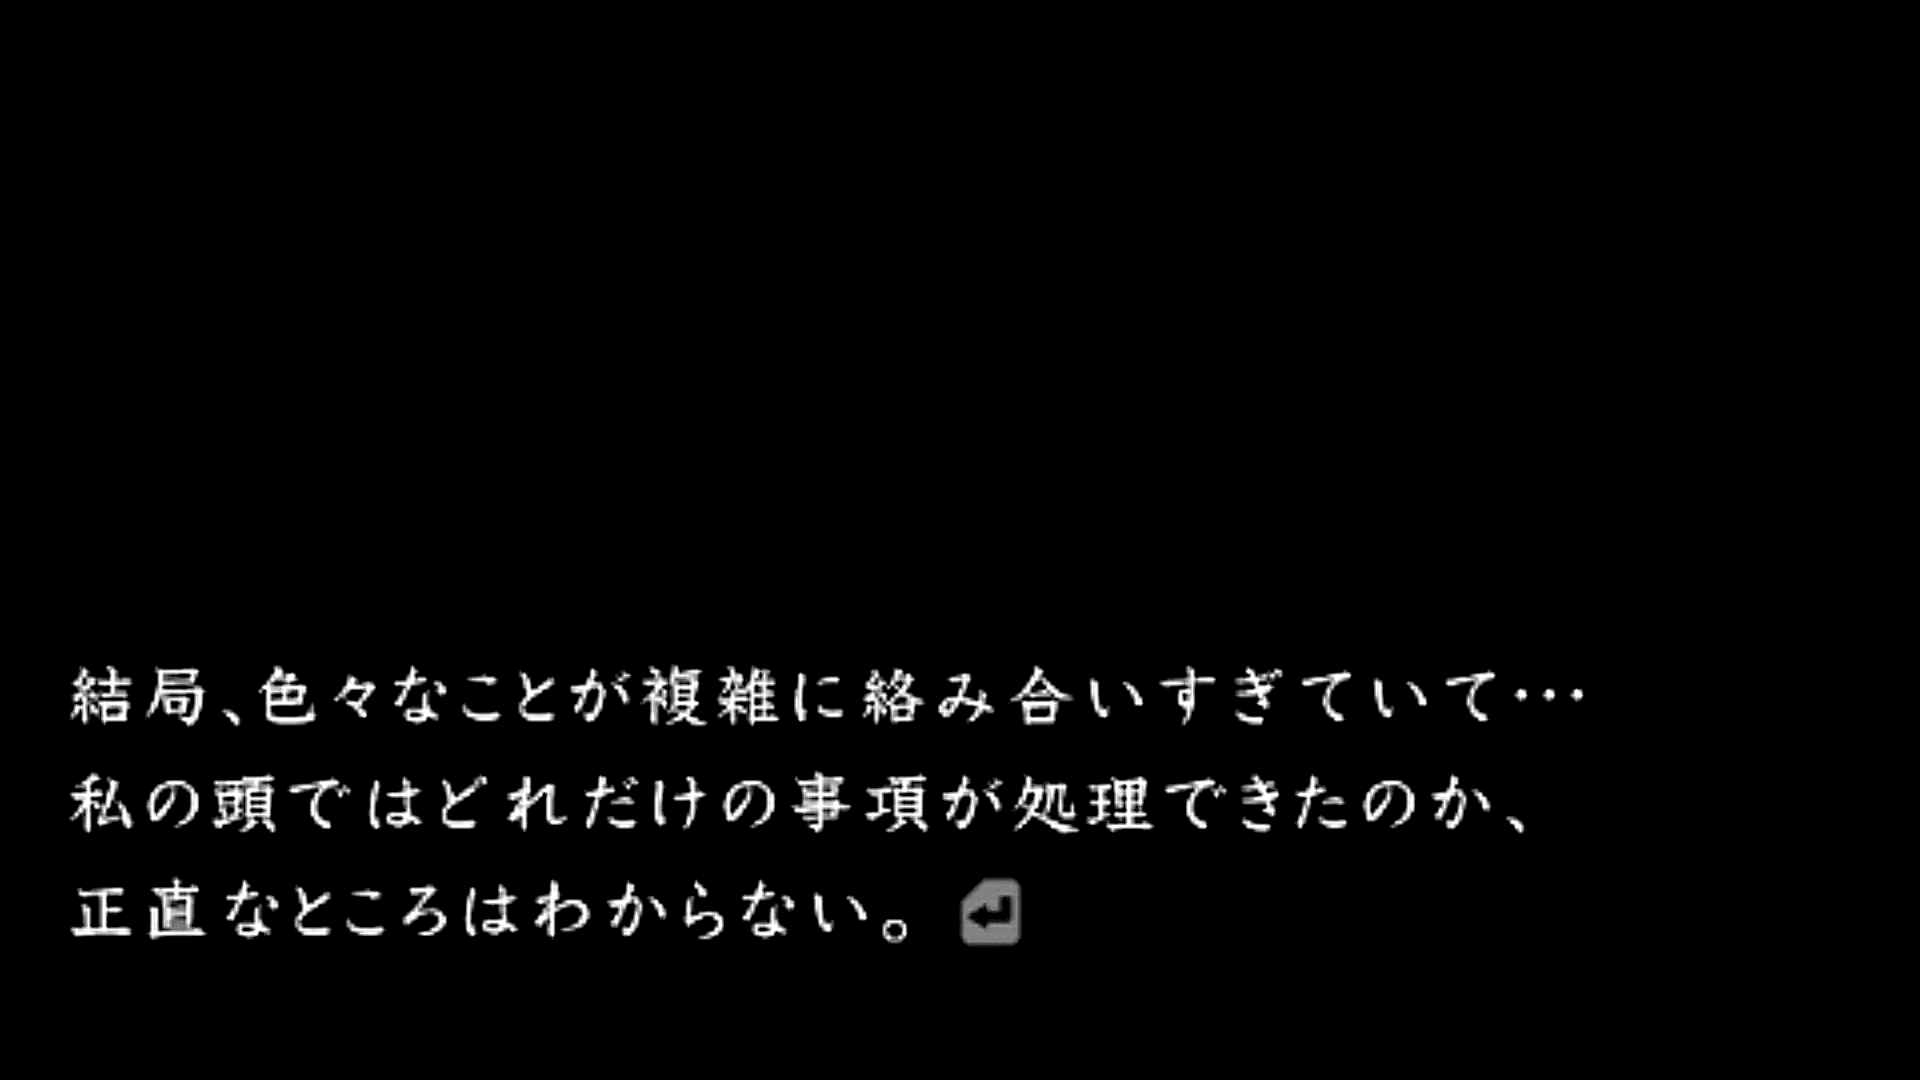 結局、色々なことが複雑に絡み合いすぎていて…
私の頭ではどれだけの事項が処理できたのか、
正直なところはわからない。